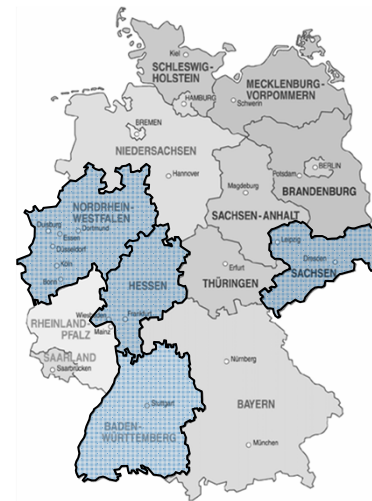 Kiel
SCHLESWIG-
HOLSTEIN
MECKLENBURG-
VORPOMMERN
HAMBURG
Schwerin
BREMEN
NIEDERSACHSEN
Hannover
BERLIN
Potsdam
BRANDENBURG
Magdeburg
SACHSEN-ANHALT
NORDRHEIN-
WESTFALEN
Duisburg
Dortmund
Essen
Düsseldorf
Köln
Bonn
Leipzig
Dresden
SACHSEN
HESSEN
Erfurt
THÜRINGEN
Wiesbaden
Frankfurt
Mainz
RHEINLAND
PFALZ
SAARLAND
Saarbrücken
Nürnberg
Stuttgart
BAYERN
BADEN-
WÜRTTEMBERG
München